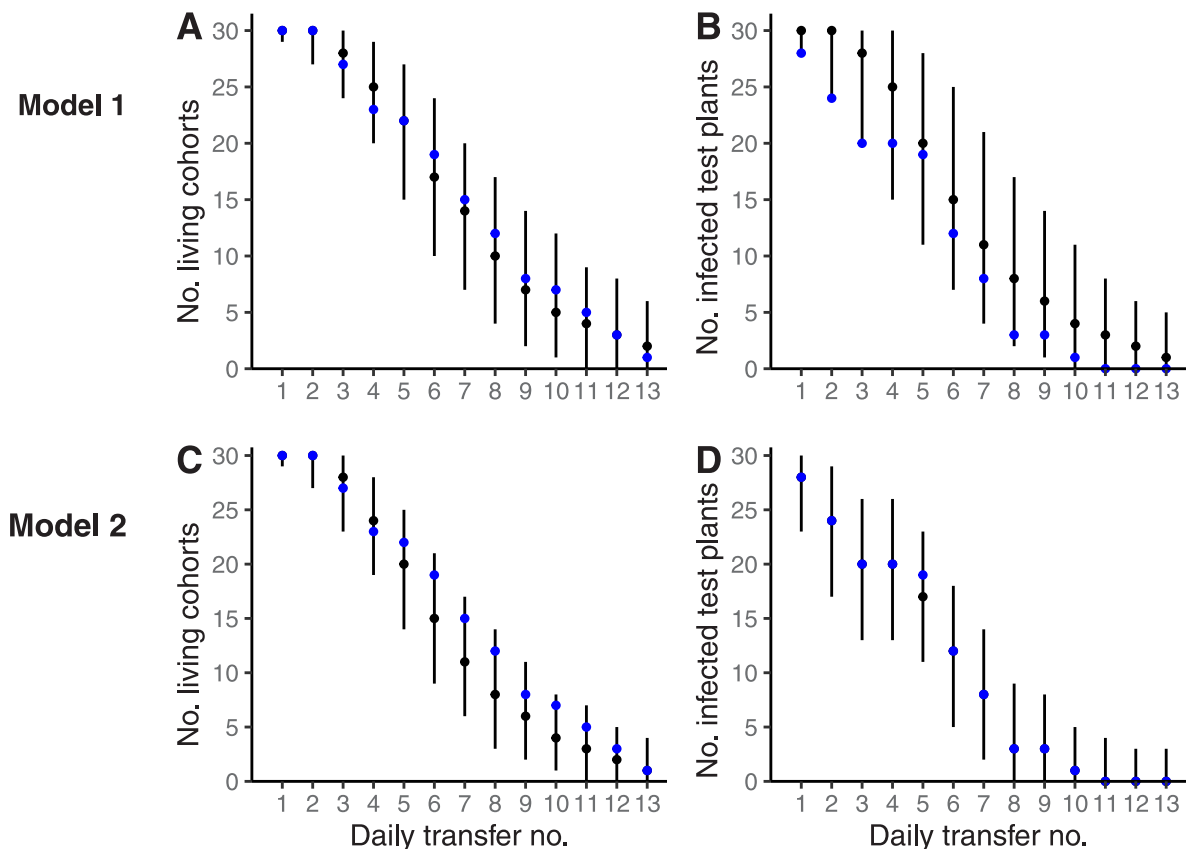 A
B
Model 1
No. living cohorts
30
25
20
15
10
5
0
1 2 3 4 5 6 7 8 9 10 11 12 13
No. infected test plants
30
25
20
15
10
5
0
1 2 3 4 5 6 7 8 9 10 11 12 13
C
D
Model 2
No. living cohorts
30
25
20
15
10
5
0
1 2 3 4 5 6 7 8 9 10 11 12 13
Daily transfer no.
No. infected test plants
30
25
20
15
10
5
0
1 2 3 4 5 6 7 8 9 10 11 12 13
Daily transfer no.